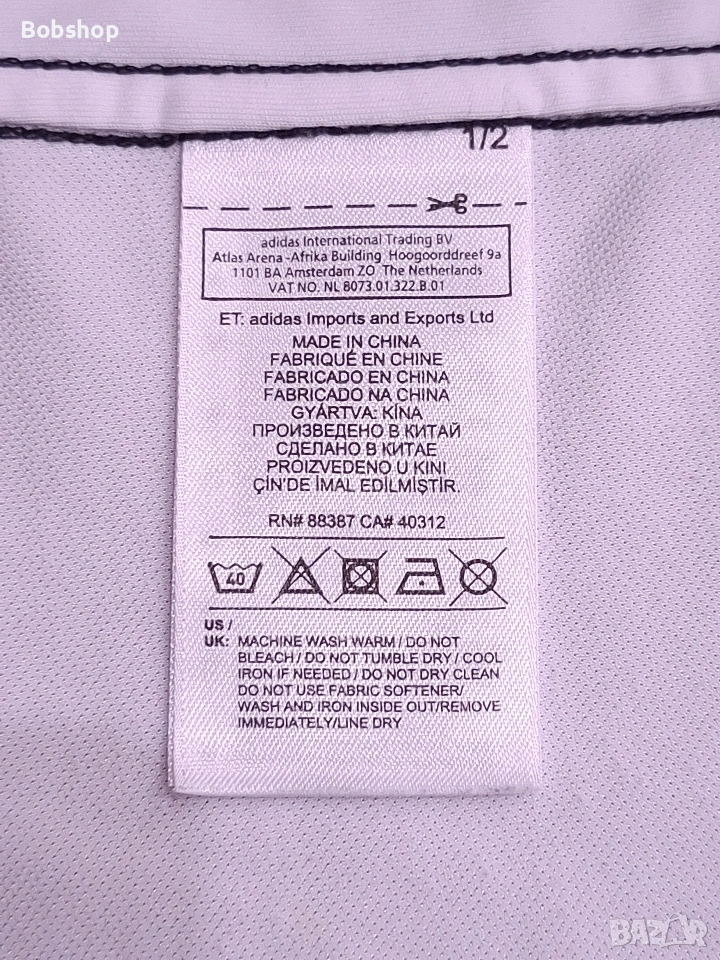 Bobshop
1/2
adidas International Trading BV
Atlas Arena -Afrika Building Hoogoorddreef 9a
1101 BA Amsterdam ZO The Netherlands
VAT NO. NL 8073.01.322.B.01
ET: adidas Imports and Exports Ltd
MADE IN CHINA
FABRIQUÉ EN CHINE
FABRICADO EN CHINA
FABRICADO NA CHINA
GYÁRTVA: KÍNA
ПРОИЗВЕДЕНО В КИТАЙ
СДЕЛАНО В КИТАЕ
PROIZVEDENO U KINI
ÇİN'DE İMAL EDİLMİŞTİR.
RN# 88387 CA# 40312
40
US /
UK: MACHINE WASH WARM / DO NOT
BLEACH / DO NOT TUMBLE DRY / COOL
IRON IF NEEDED / DO NOT DRY CLEAN
DO NOT USE FABRIC SOFTENER/
WASH AND IRON INSIDE OUT/REMOVE
IMMEDIATELY/LINE DRY
BAZAR